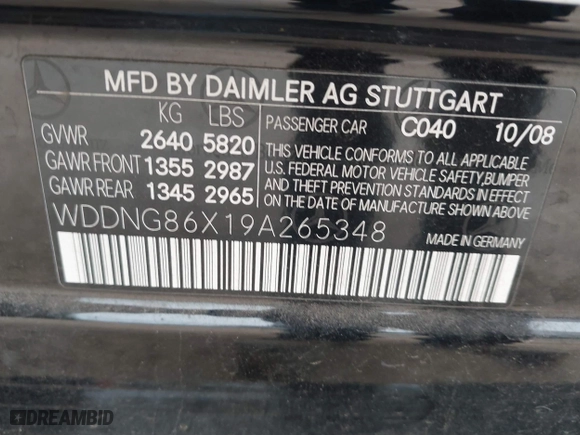 MFD BY DAIMLER AG STUTTGART
KG LBS
GVWR 2640 5820
GAWR FRONT 1355 2987
GAWR REAR 1345 2965
PASSENGER CAR C040 10/08
THIS VEHICLE CONFORMS TO ALL APPLICABLE
U.S. FEDERAL MOTOR VEHICLE SAFETY, BUMPER
AND THEFT PREVENTION STANDARDS IN EFFECT
ON THE DATE OF MANUFACTURE SHOWN ABOVE.
WDDNG86X19A265348
MADE IN GERMANY
DREAMBID